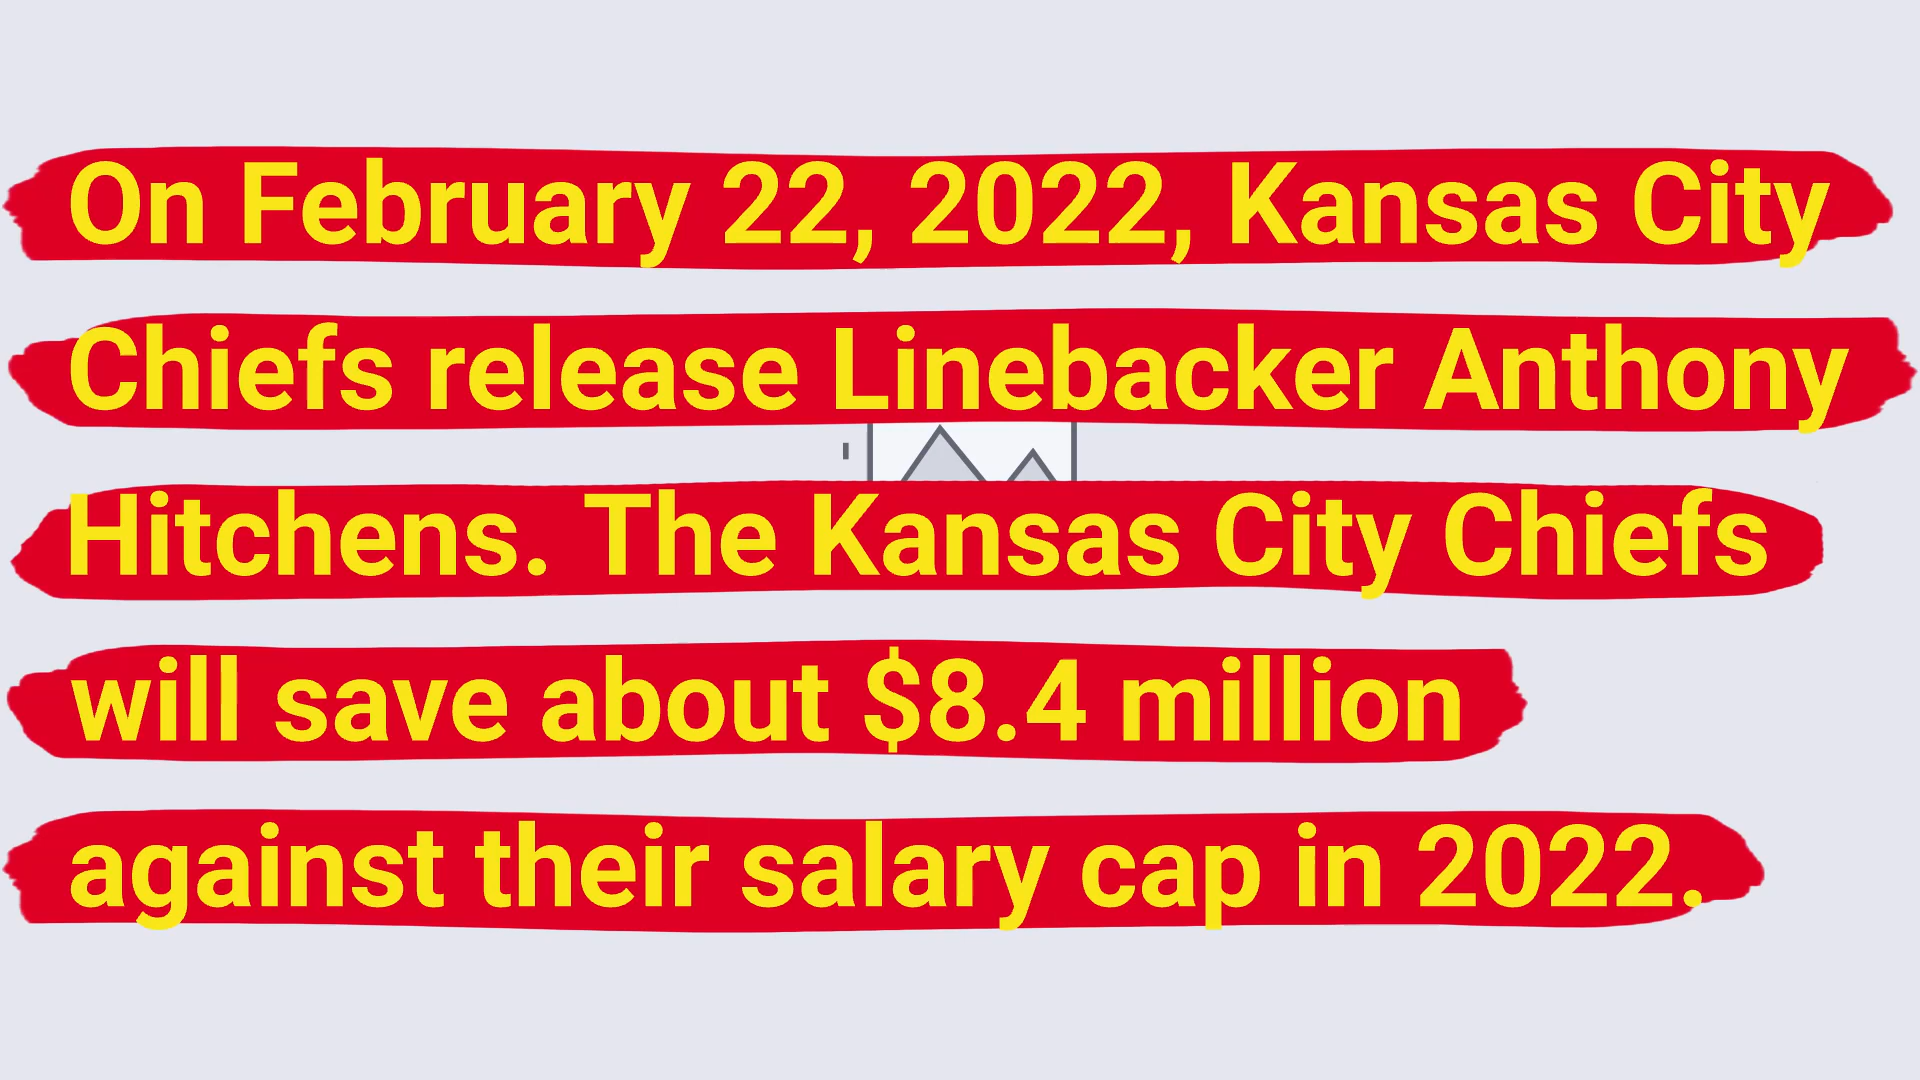 On February 22, 2022, Kansas City
Chiefs release Linebacker Anthony
Hitchens. The Kansas City Chiefs
will save about $8.4 million
against their salary cap in 2022.